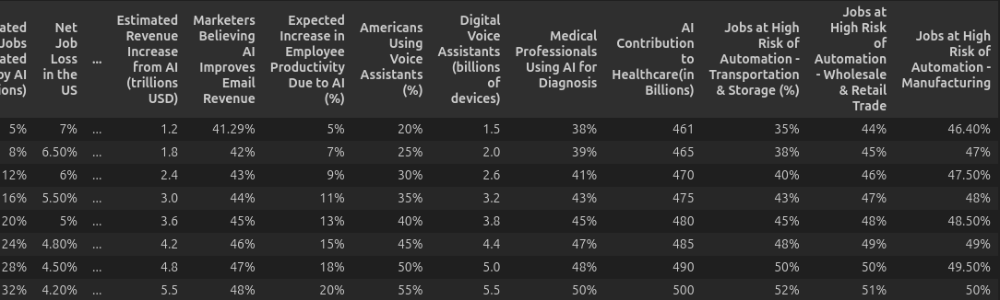 ated
Jobs
ated
by AI
ions)
Net
Job
Loss
in the
US
...
Estimated
Revenue
Increase
from AI
(trillions
USD)
Marketers
Believing
AI
Improves
Email
Revenue
Expected
Increase in
Employee
Productivity
Due to AI
(%)
Americans
Using
Voice
Assistants
(%)
Digital
Voice
Assistants
(billions
of
devices)
Medical
Professionals
Using AI for
Diagnosis
AI
Contribution
to
Healthcare(in
Billions)
Jobs at High
Risk of
Automation -
Transportation
& Storage (%)
Jobs at
High Risk
of
Automation
- Wholesale
& Retail
Trade
Jobs at High
Risk of
Automation -
Manufacturing
5% 7% ... 1.2 41.29% 5% 20% 1.5 38% 461 35% 44% 46.40%
8% 6.50% ... 1.8 42% 7% 25% 2.0 39% 465 38% 45% 47%
12% 6% ... 2.4 43% 9% 30% 2.6 41% 470 40% 46% 47.50%
16% 5.50% ... 3.0 44% 11% 35% 3.2 43% 475 43% 47% 48%
20% 5% ... 3.6 45% 13% 40% 3.8 45% 480 45% 48% 48.50%
24% 4.80% ... 4.2 46% 15% 45% 4.4 47% 485 48% 49% 49%
28% 4.50% ... 4.8 47% 18% 50% 5.0 48% 490 50% 50% 49.50%
32% 4.20% ... 5.5 48% 20% 55% 5.5 50% 500 52% 51% 50%